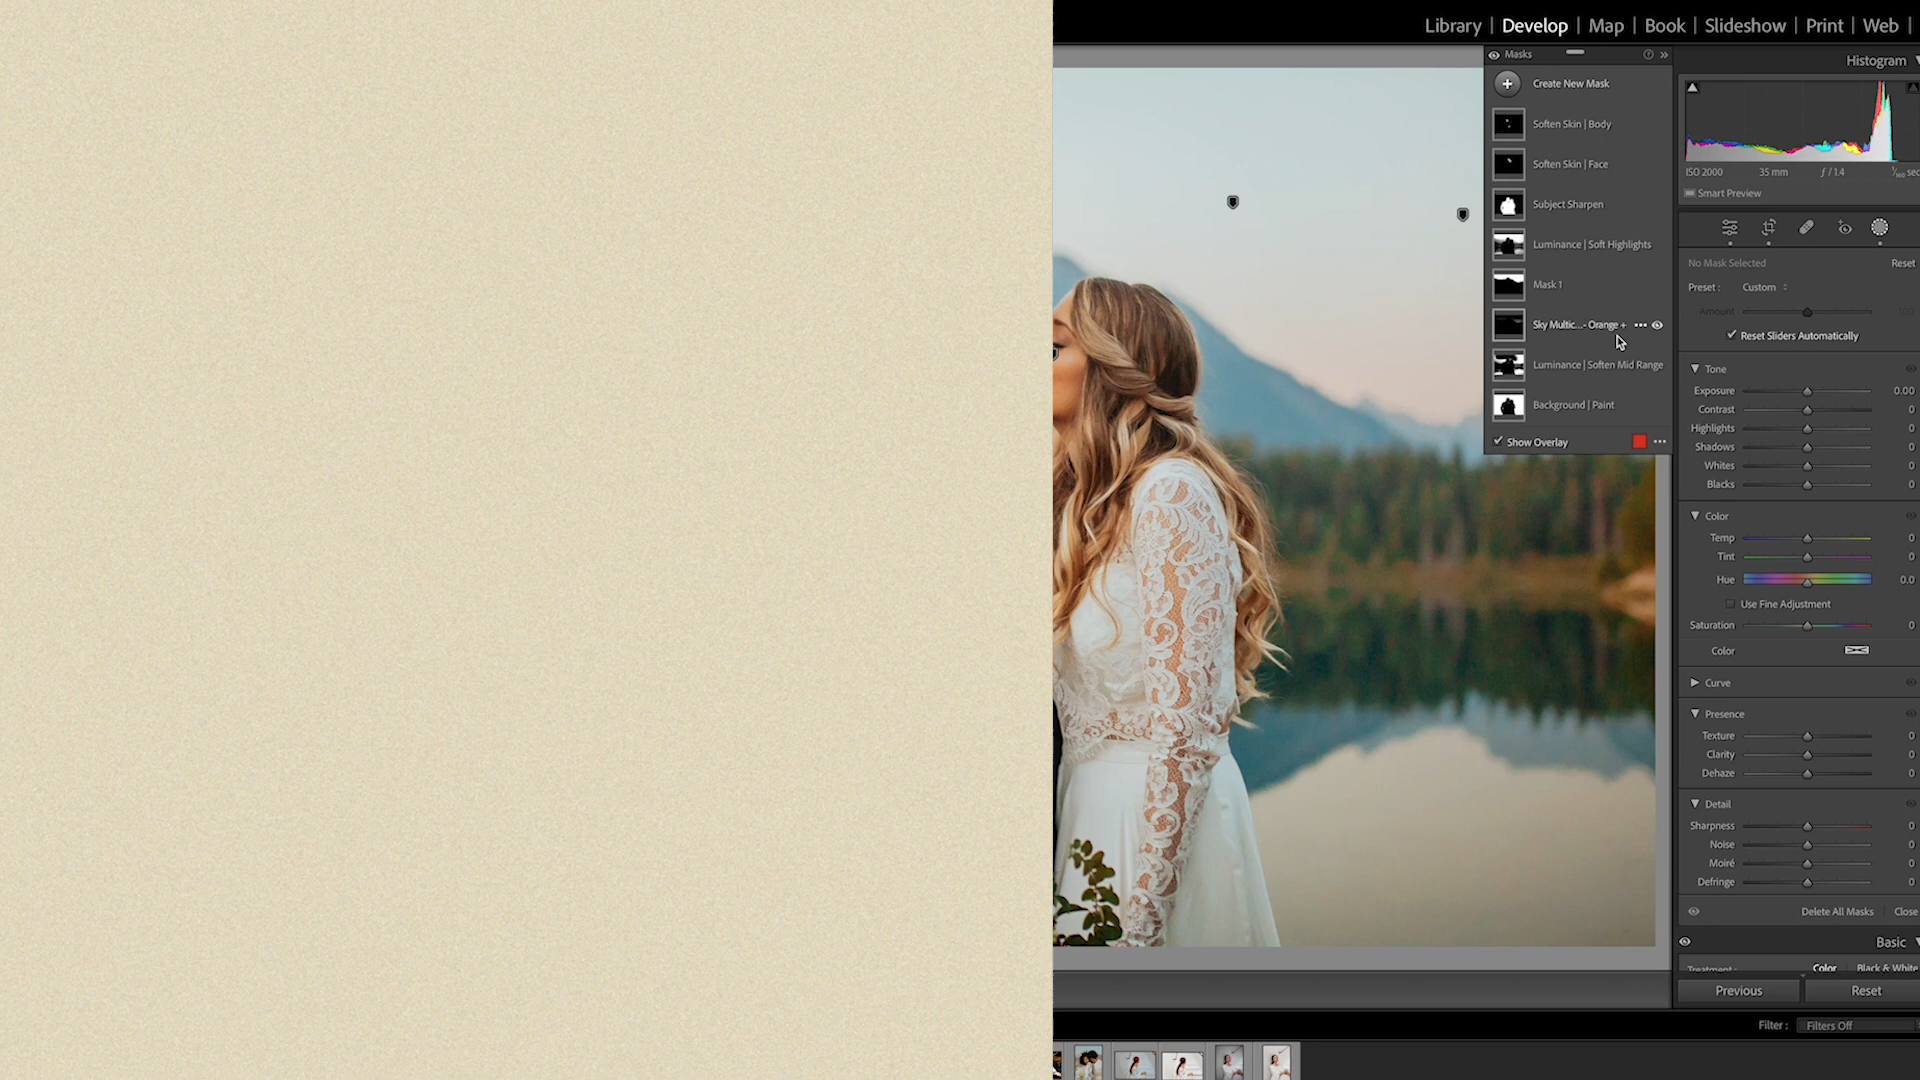 Library | Develop | Map | Book | Slideshow | Print | Web |
Masks
Create New Mask
Soften Skin | Body
Soften Skin | Face
Subject Sharpen
Luminance | Soft Highlights
Mask 1
Sky Multic...- Orange +
Luminance | Soften Mid Range
Background | Paint
Show Overlay
Histogram
ISO 2000 35 mm ƒ / 1.4 sec
Smart Preview
No Mask Selected Reset
Preset : Custom
Amount 100
Reset Sliders Automatically
Tone
Exposure 0.00
Contrast 0
Highlights 0
Shadows 0
Whites 0
Blacks 0
Color
Temp 0
Tint 0
Hue 0.0
Use Fine Adjustment
Saturation 0
Color
Curve
Presence
Texture 0
Clarity 0
Dehaze 0
Detail
Sharpness 0
Noise 0
Moiré 0
Defringe 0
Delete All Masks Close
Basic
Treatment : Color Black & White
Previous Reset
Filter : Filters Off